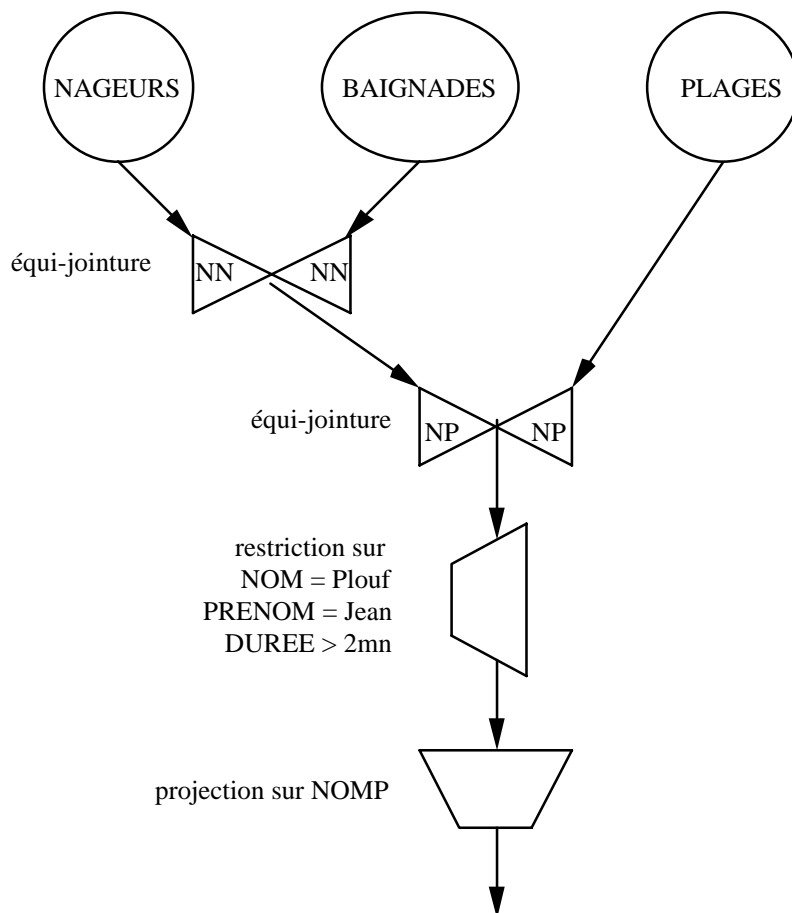 NAGEURS
BAIGNADES
PLAGES
équi-jointure
NN
NN
équi-jointure
NP
NP
restriction sur
NOM = Plouf
PRENOM = Jean
DUREE > 2mn
projection sur NOMP